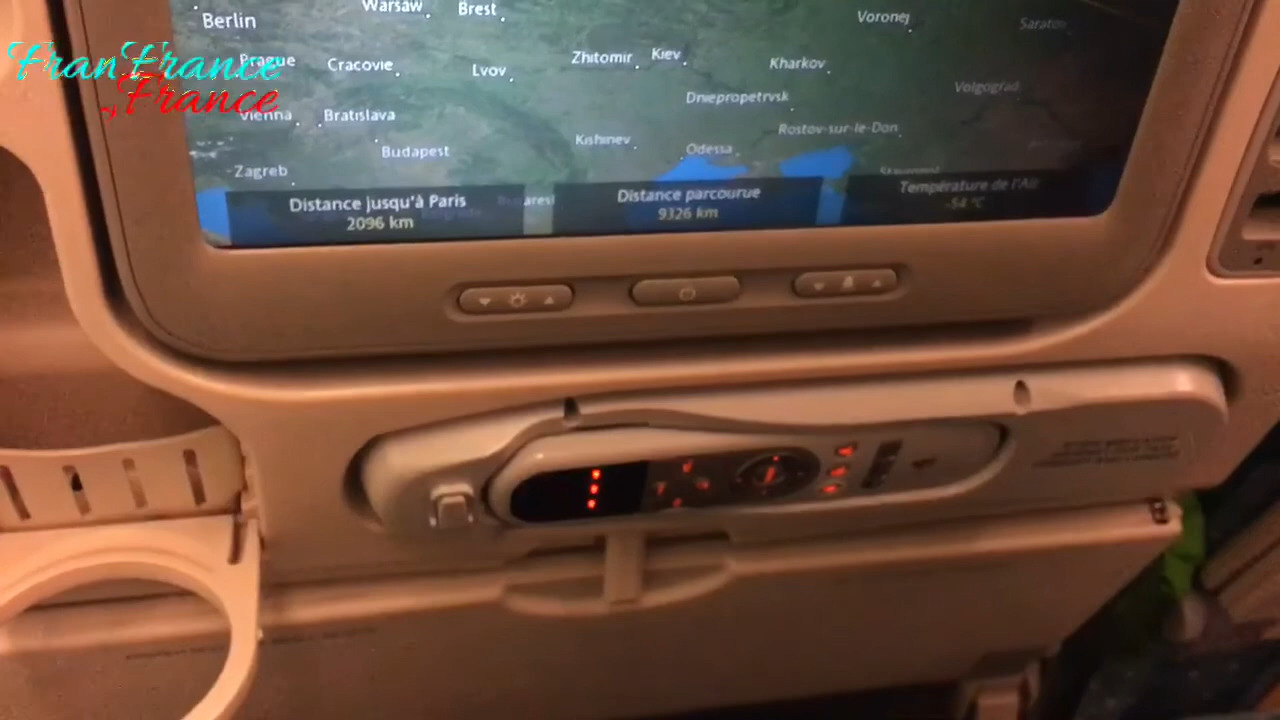 Warsaw
Brest
Berlin
Voronej
Saratov
FranFrance
France
Prague
Cracovie
Lvov
Zhitomir
Kiev
Kharkov
Volgograd
Dniepropetrvsk
Vienna
Bratislava
Budapest
Kishinev
Odessa
Rostov-sur-le-Don
Zagreb
Distance jusqu'à Paris
2096 km
Distance parcourue
9326 km
Température de l'Air
-54 °C